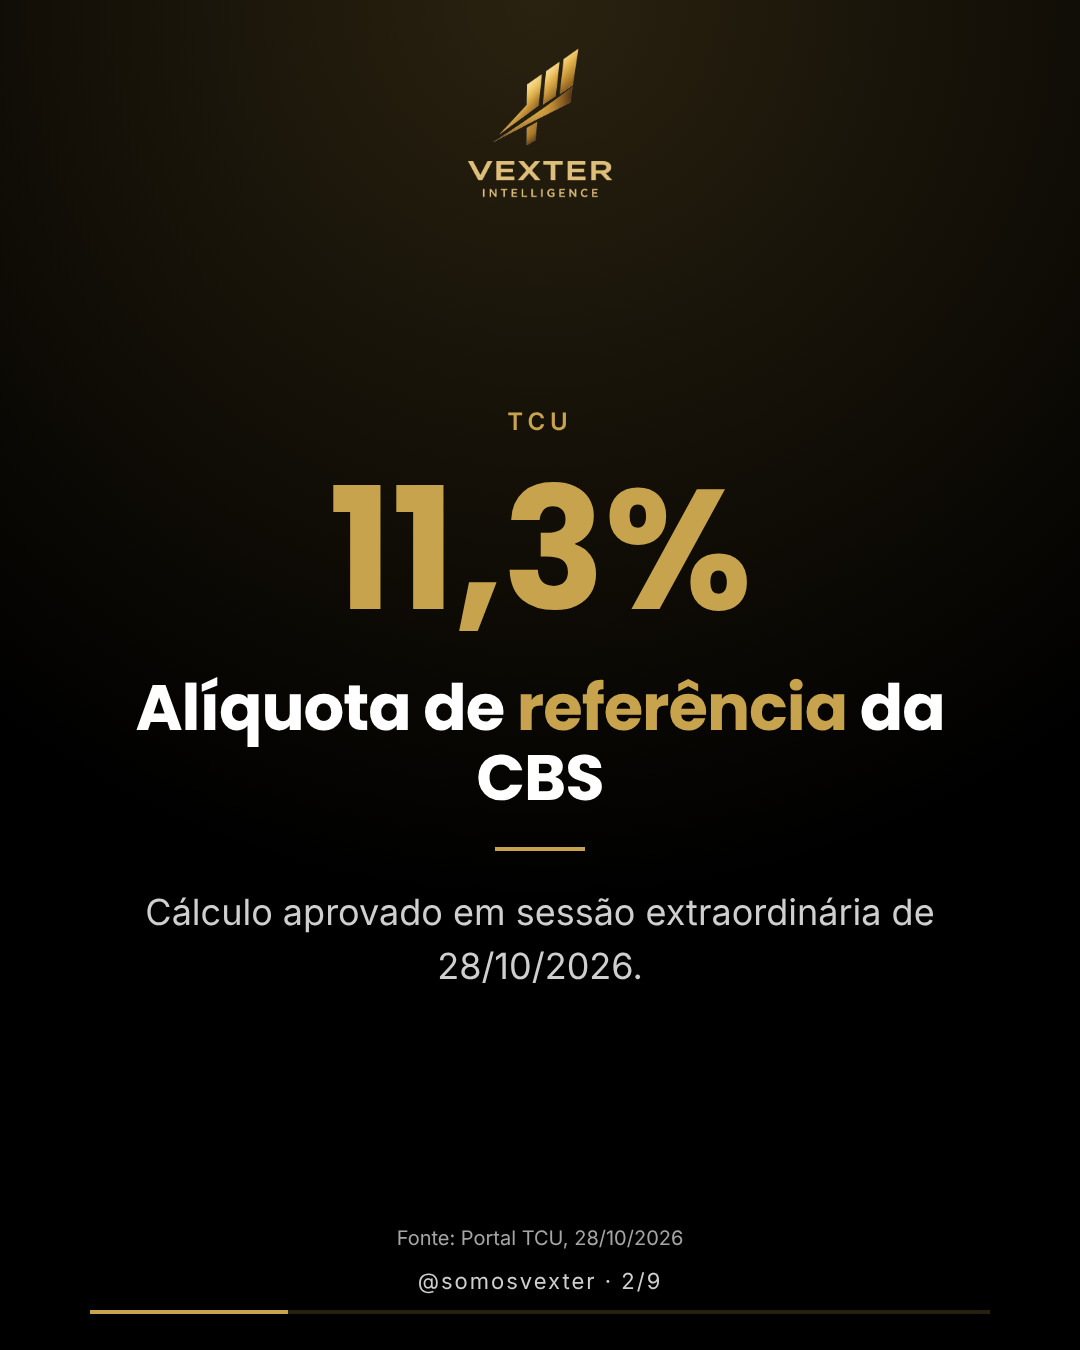 VEXTER
INTELLIGENCE
TCU
11,3%
Alíquota de referência da
CBS
Cálculo aprovado em sessão extraordinária de
28/10/2026.
Fonte: Portal TCU, 28/10/2026
@somosvexter · 2/9